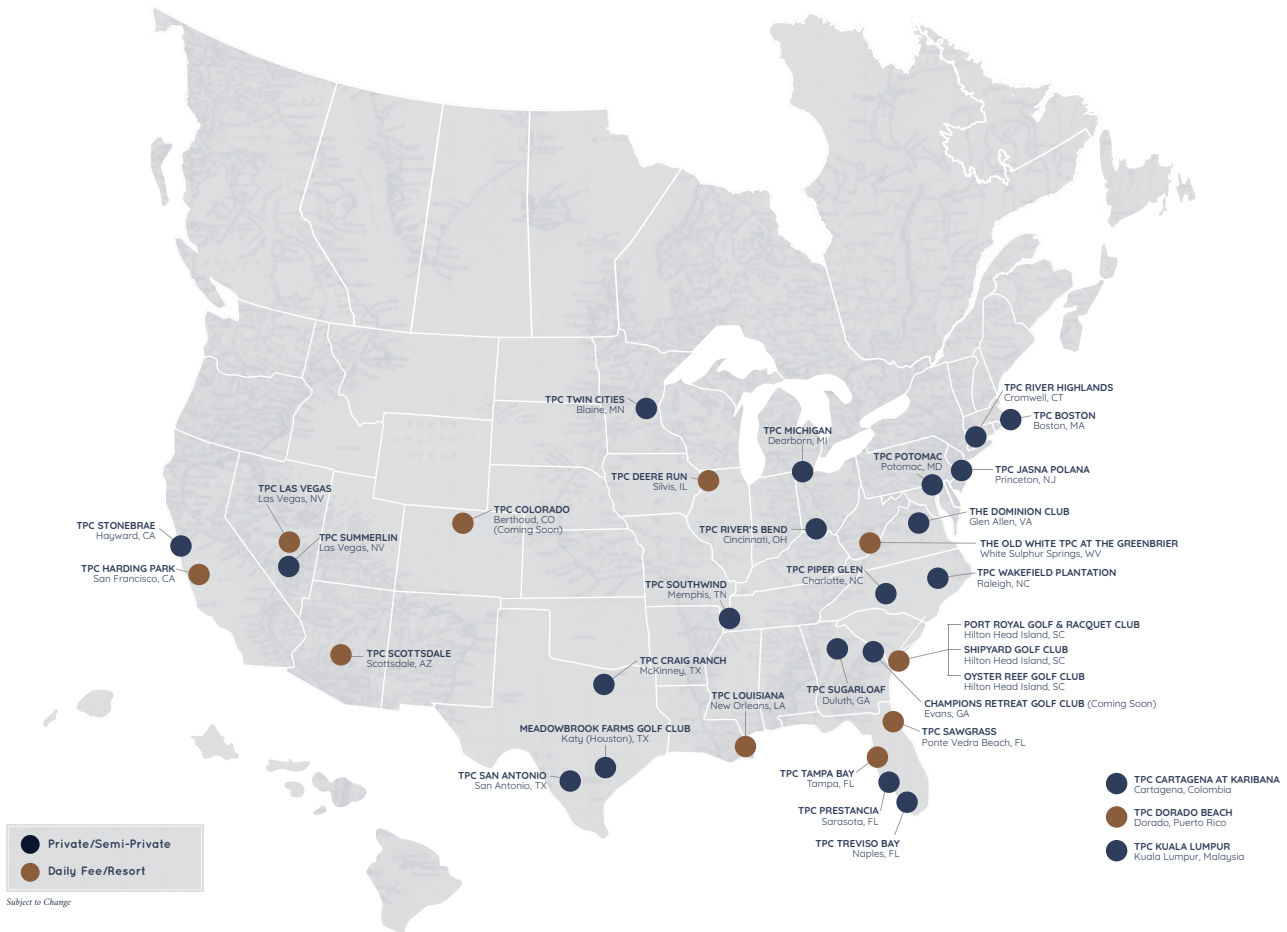 TPC RIVER HIGHLANDS
Cromwell, CT
TPC TWIN CITIES
Blaine, MN
TPC BOSTON
Boston, MA
TPC MICHIGAN
Dearborn, MI
TPC POTOMAC
Potomac, MD
TPC JASNA POLANA
Princeton, NJ
TPC DEERE RUN
Silvis, IL
TPC LAS VEGAS
Las Vegas, NV
TPC COLORADO
Berthoud, CO
(Coming Soon)
THE DOMINION CLUB
Glen Allen, VA
TPC STONEBRAE
Hayward, CA
TPC SUMMERLIN
Las Vegas, NV
TPC RIVER'S BEND
Cincinnati, OH
THE OLD WHITE TPC AT THE GREENBRIER
White Sulphur Springs, WV
TPC HARDING PARK
San Francisco, CA
TPC PIPER GLEN
Charlotte, NC
TPC WAKEFIELD PLANTATION
Raleigh, NC
TPC SOUTHWIND
Memphis, TN
PORT ROYAL GOLF & RACQUET CLUB
Hilton Head Island, SC
SHIPYARD GOLF CLUB
Hilton Head Island, SC
OYSTER REEF GOLF CLUB
Hilton Head Island, SC
TPC SCOTTSDALE
Scottsdale, AZ
TPC CRAIG RANCH
McKinney, TX
TPC LOUISIANA
New Orleans, LA
TPC SUGARLOAF
Duluth, GA
CHAMPIONS RETREAT GOLF CLUB (Coming Soon)
Evans, GA
MEADOWBROOK FARMS GOLF CLUB
Katy (Houston), TX
TPC SAWGRASS
Ponte Vedra Beach, FL
TPC SAN ANTONIO
San Antonio, TX
TPC TAMPA BAY
Tampa, FL
TPC PRESTANCIA
Sarasota, FL
TPC TREVISO BAY
Naples, FL
TPC CARTAGENA AT KARIBANA
Cartagena, Colombia
TPC DORADO BEACH
Dorado, Puerto Rico
TPC KUALA LUMPUR
Kuala Lumpur, Malaysia
Private/Semi-Private
Daily Fee/Resort
Subject to Change